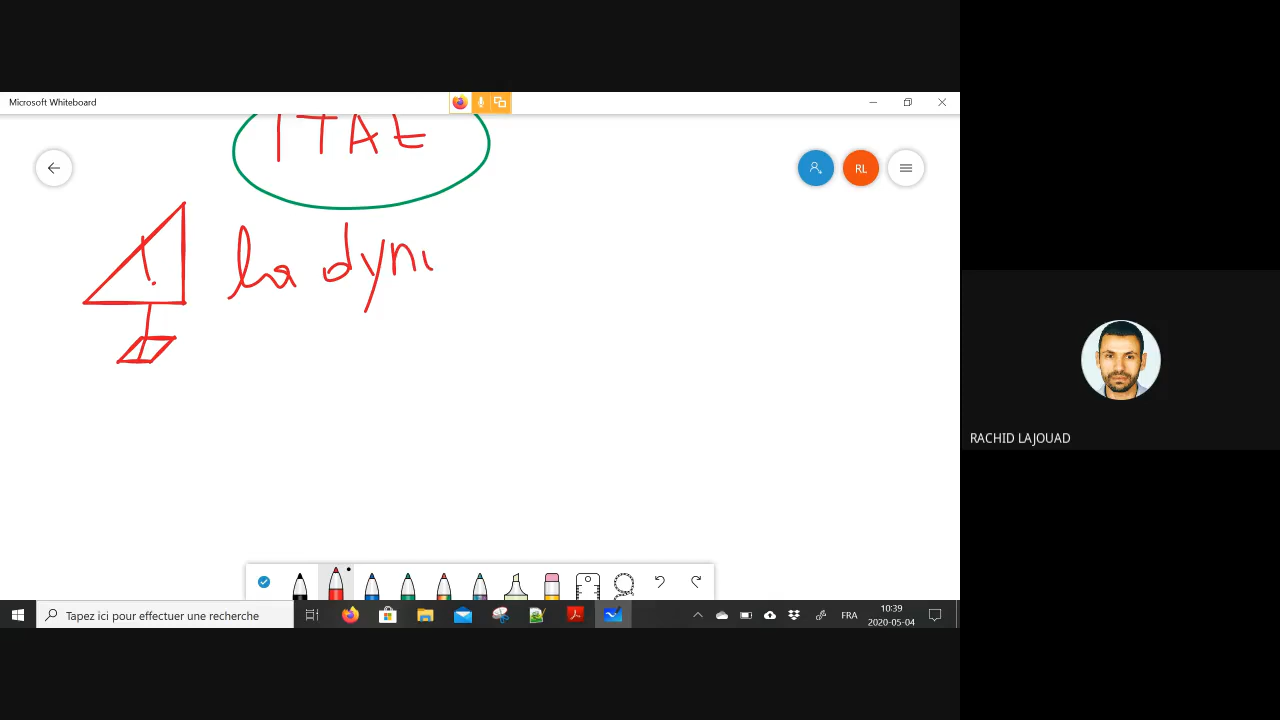 Microsoft Whiteboard
ITAE
RL
! la dyn
RACHID LAJOUAD
Tapez ici pour effectuer une recherche
FRA
10:39
2020-05-04